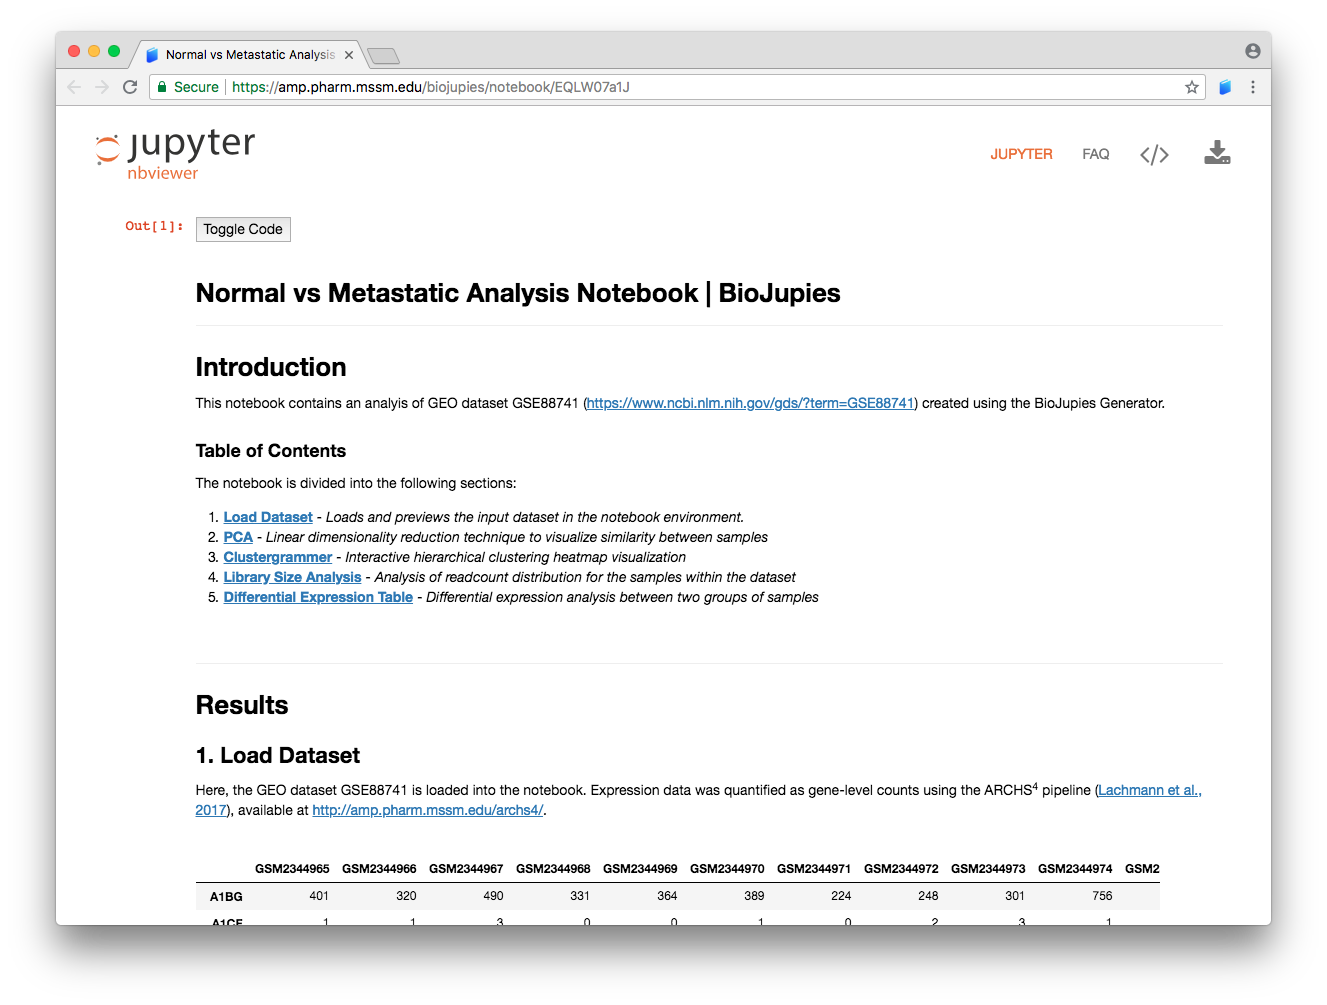 Normal vs Metastatic Analysis
Secure https://amp.pharm.mssm.edu/biojupies/notebook/EQLW07a1J
jupyter
nbviewer
JUPYTER FAQ </>
Out[1]: Toggle Code
Normal vs Metastatic Analysis Notebook | BioJupies
Introduction
This notebook contains an analyis of GEO dataset GSE88741 (https://www.ncbi.nlm.nih.gov/gds/?term=GSE88741) created using the BioJupies Generator.
Table of Contents
The notebook is divided into the following sections:
1. Load Dataset - Loads and previews the input dataset in the notebook environment.
2. PCA - Linear dimensionality reduction technique to visualize similarity between samples
3. Clustergrammer - Interactive hierarchical clustering heatmap visualization
4. Library Size Analysis - Analysis of readcount distribution for the samples within the dataset
5. Differential Expression Table - Differential expression analysis between two groups of samples
Results
1. Load Dataset
Here, the GEO dataset GSE88741 is loaded into the notebook. Expression data was quantified as gene-level counts using the ARCHS⁴ pipeline (Lachmann et al.,
2017), available at http://amp.pharm.mssm.edu/archs4/.
GSM2344965 GSM2344966 GSM2344967 GSM2344968 GSM2344969 GSM2344970 GSM2344971 GSM2344972 GSM2344973 GSM2344974 GSM2
A1BG 401 320 490 331 364 389 224 248 301 756
A1CF 1 1 3 0 0 1 0 2 3 1